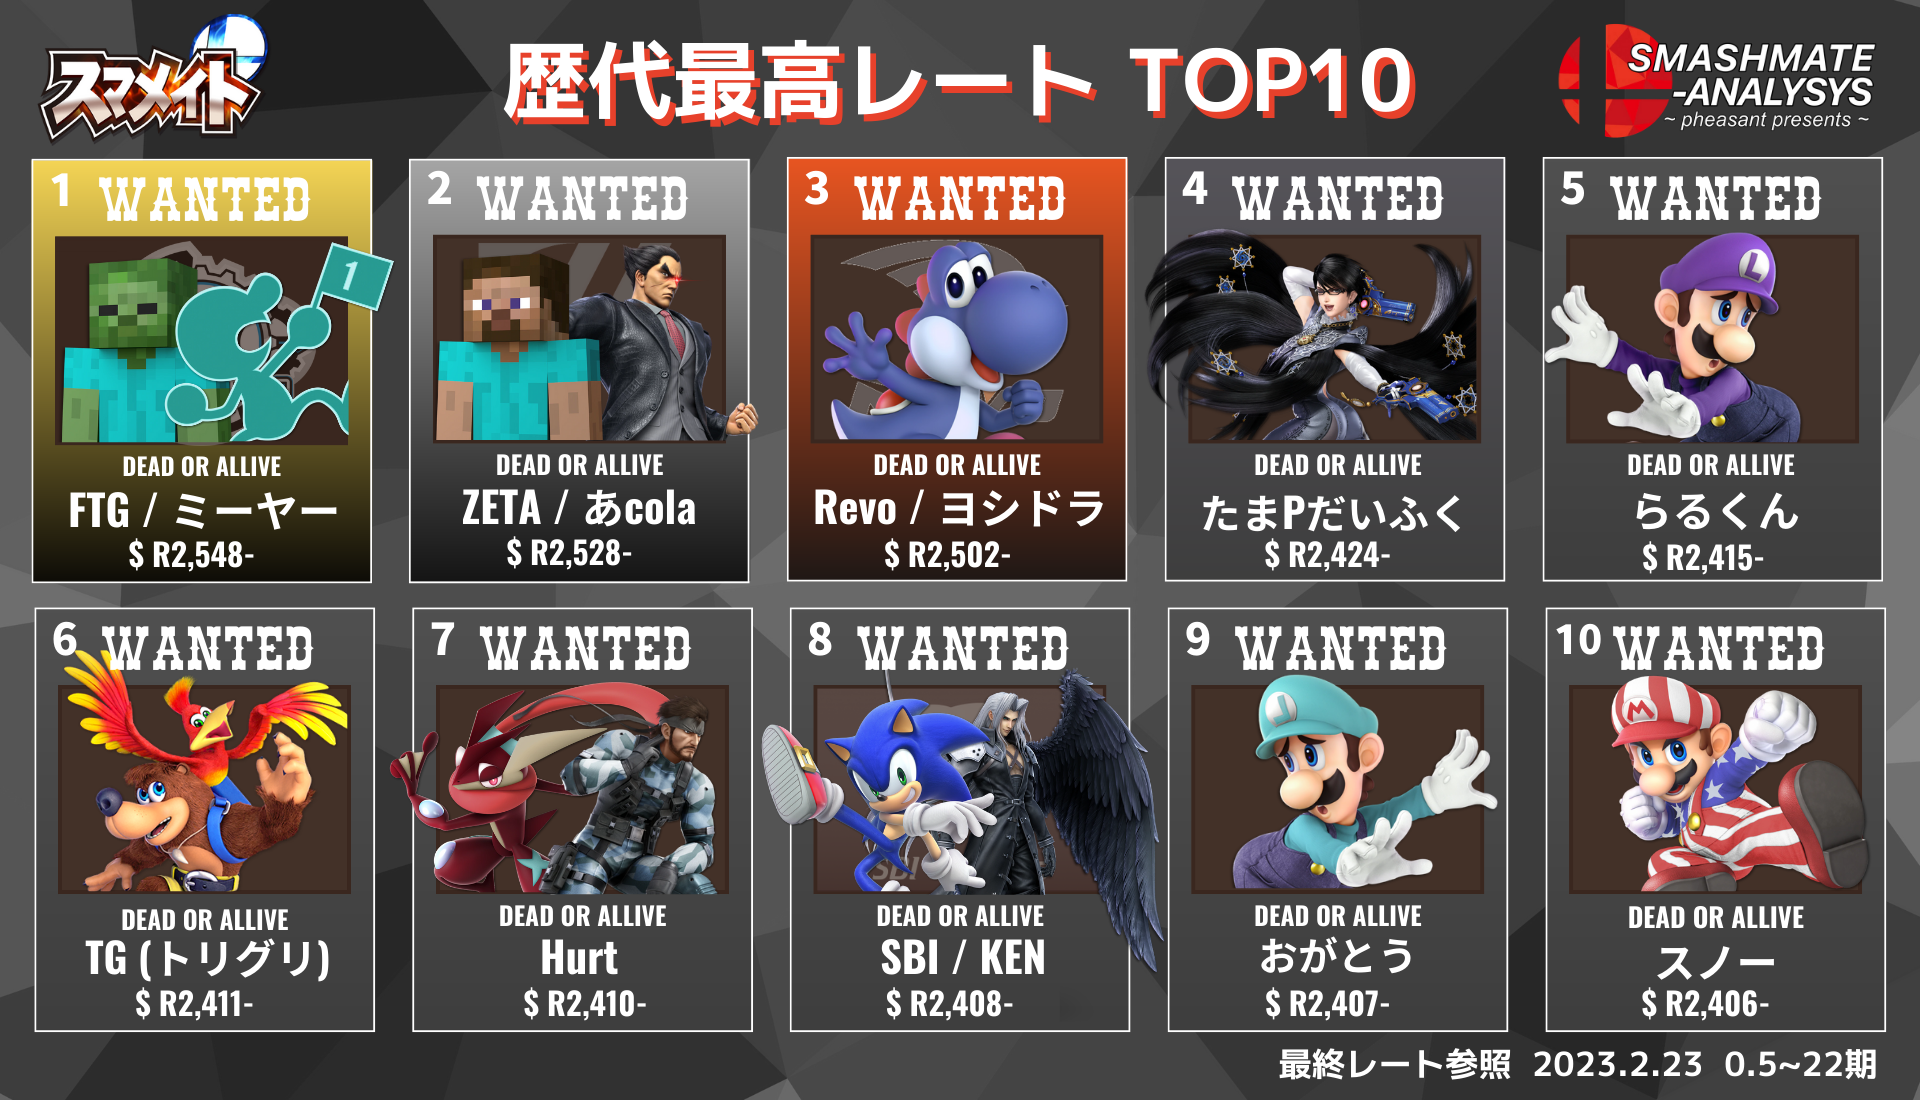 スマメイト
歴代最高レート TOP10
SMASHMATE
-ANALYSYS
~ pheasant presents ~
1 WANTED
1
DEAD OR ALLIVE
FTG / ミーヤー
$ R2,548-
2 WANTED
DEAD OR ALLIVE
ZETA / あcola
$ R2,528-
3 WANTED
DEAD OR ALLIVE
Revo / ヨシドラ
$ R2,502-
4 WANTED
DEAD OR ALLIVE
たまPだいふく
$ R2,424-
5 WANTED
L
DEAD OR ALLIVE
らるくん
$ R2,415-
6 WANTED
DEAD OR ALLIVE
TG (トリグリ)
$ R2,411-
7 WANTED
DEAD OR ALLIVE
Hurt
$ R2,410-
8 WANTED
SBI
DEAD OR ALLIVE
SBI / KEN
$ R2,408-
9 WANTED
DEAD OR ALLIVE
おがとう
$ R2,407-
10 WANTED
M
DEAD OR ALLIVE
スノー
$ R2,406-
最終レート参照 2023.2.23 0.5~22期